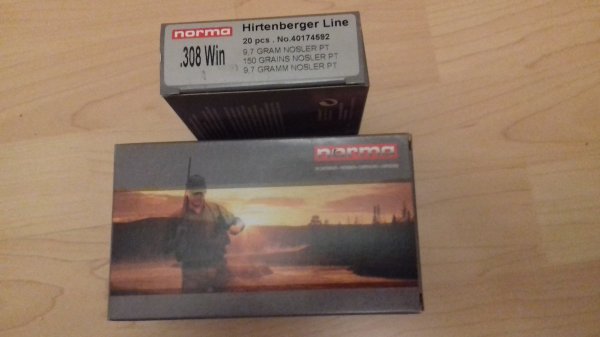 norma
Hirtenberger Line
20 pcs . No.40174592
.308 Win
9.7 GRAM NOSLER PT
150 GRAINS NOSLER PT
9.7 GRAMM NOSLER PT
norma